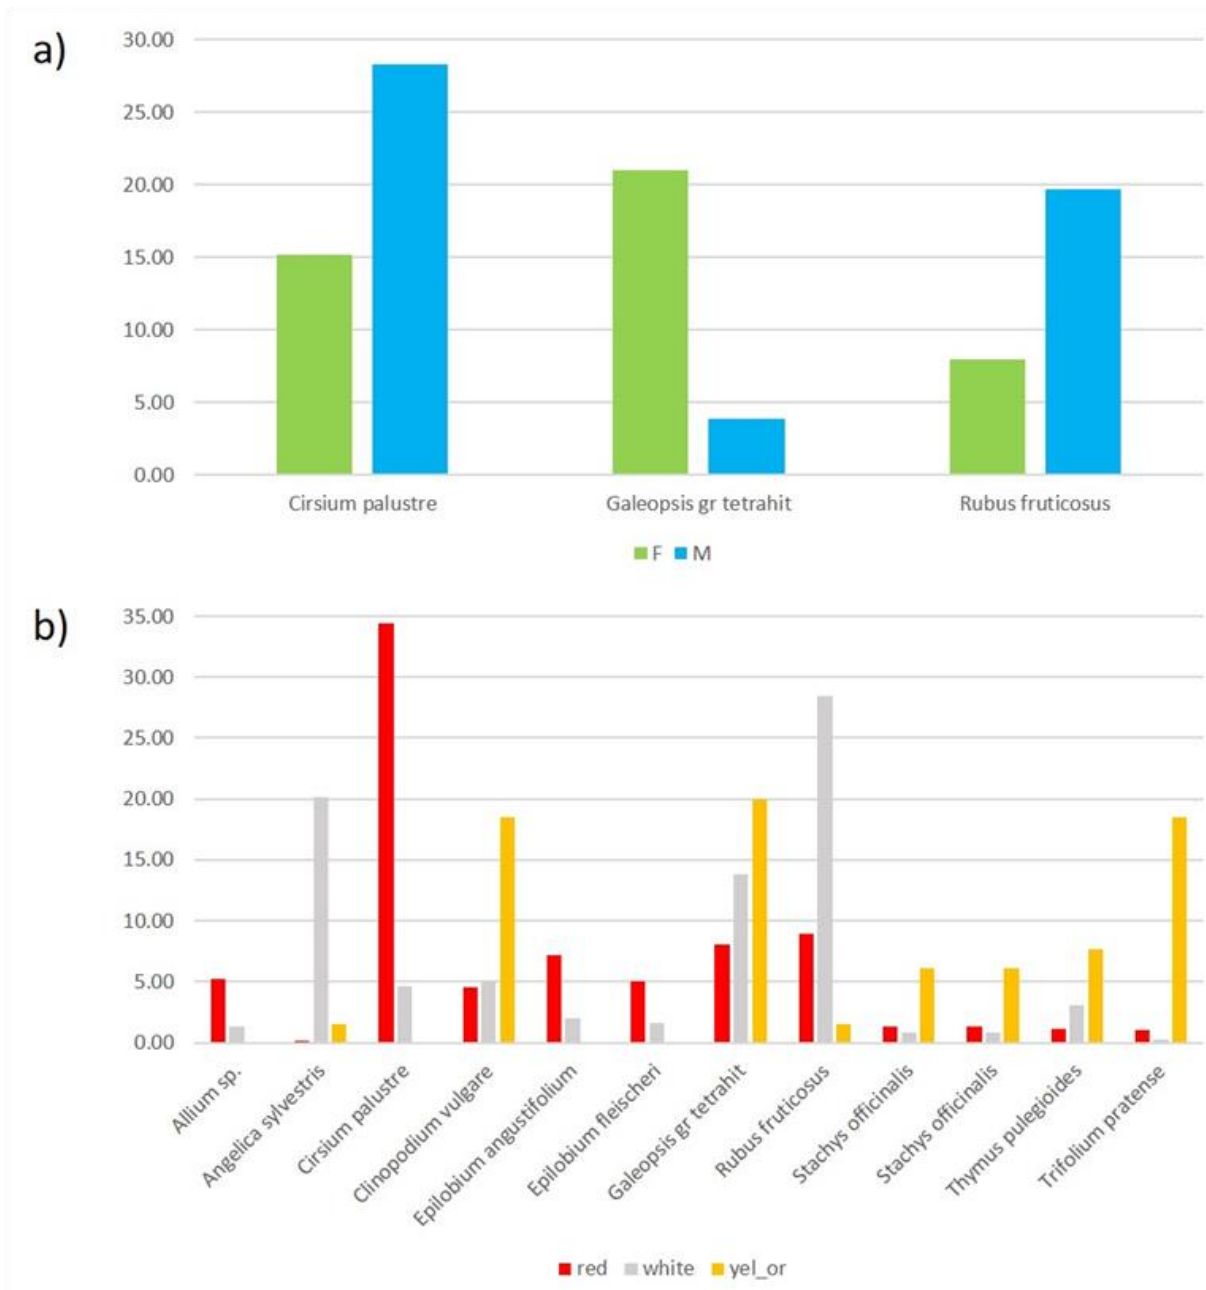 a)
30.00
25.00
20.00
15.00
10.00
5.00
0.00
Cirsium palustre Galeopsis gr tetrahit Rubus fruticosus
F M
b)
35.00
30.00
25.00
20.00
15.00
10.00
5.00
0.00
Allium sp.
Angelica sylvestris
Cirsium palustre
Clinopodium vulgare
Epilobium angustifolium
Epilobium fleischeri
Galeopsis gr tetrahit
Rubus fruticosus
Stachys officinalis
Stachys officinalis
Thymus pulegioides
Trifolium pratense
red white yel_or